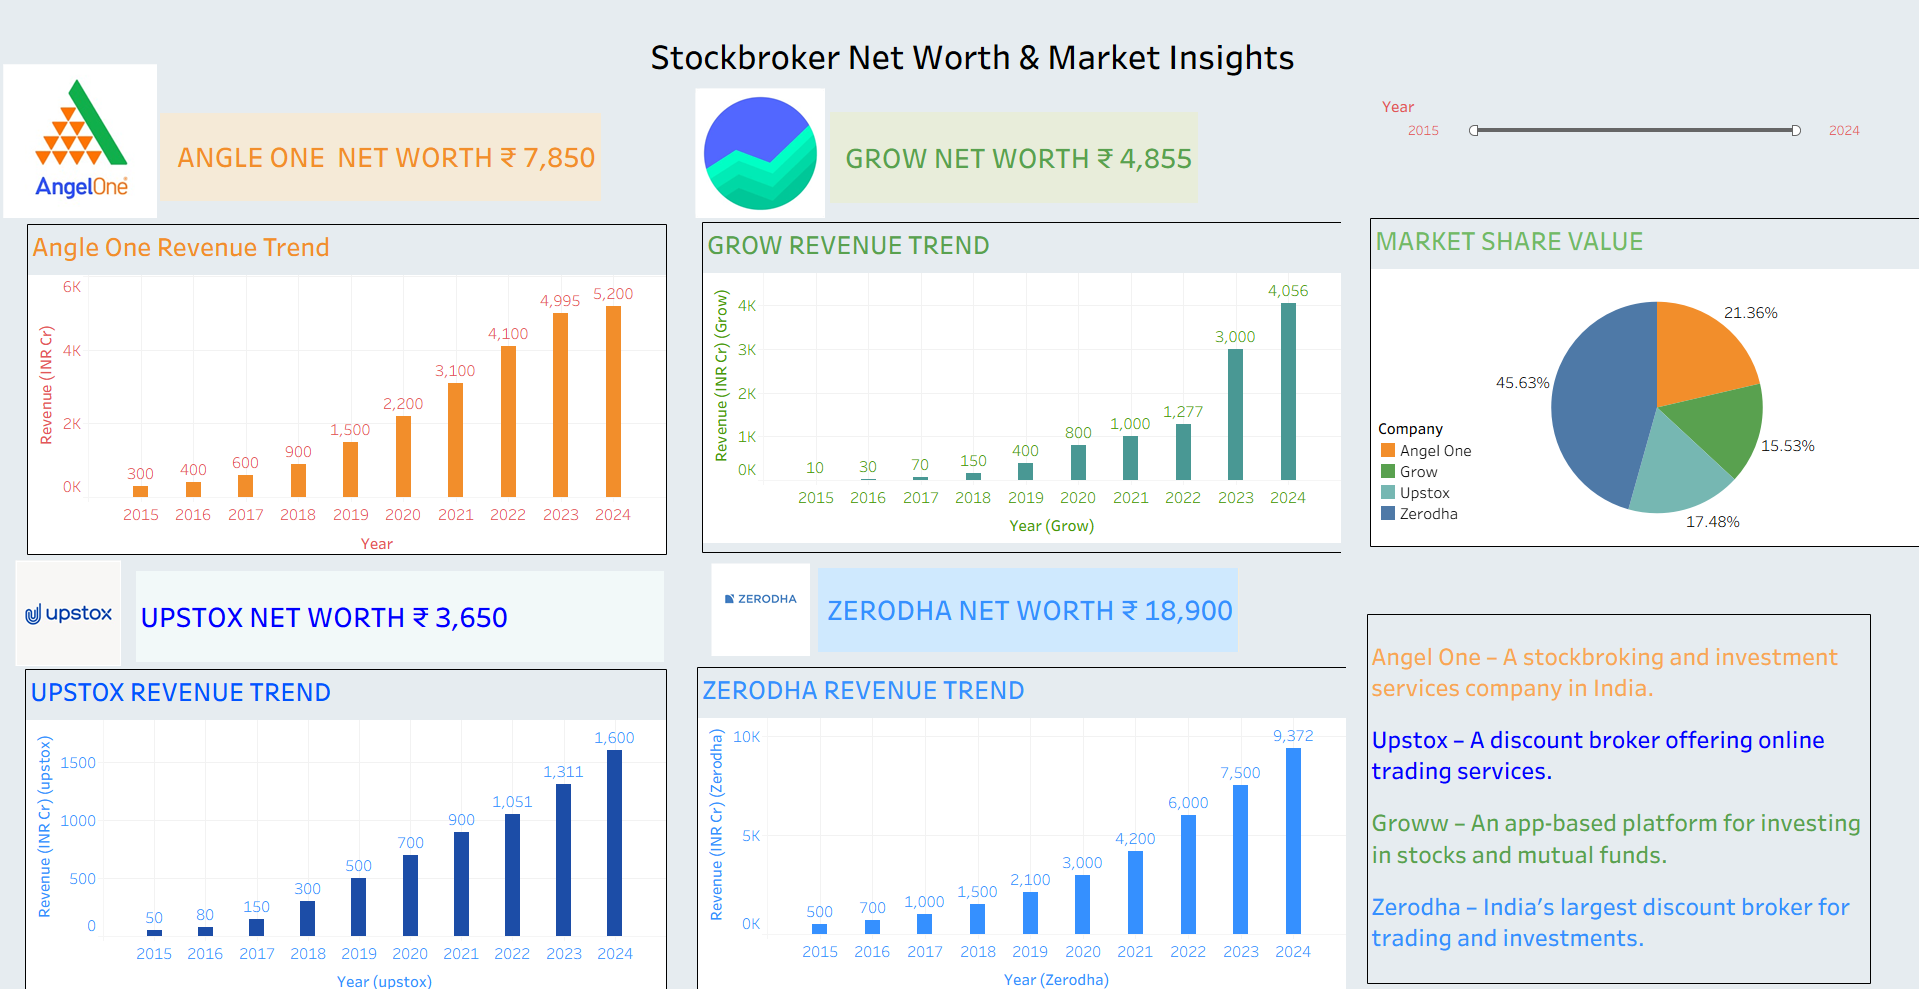 Stockbroker Net Worth & Market Insights
AngelOne
ANGLE ONE NET WORTH ₹ 7,850
GROW NET WORTH ₹ 4,855
Year
2015 2024
Angle One Revenue Trend
Revenue (INR Cr)
6K
4K
2K
0K
300 400 600 900 1,500 2,200 3,100 4,100 4,995 5,200
2015 2016 2017 2018 2019 2020 2021 2022 2023 2024
Year
GROW REVENUE TREND
Revenue (INR Cr) (Grow)
4K
3K
2K
1K
0K
10 30 70 150 400 800 1,000 1,277 3,000 4,056
2015 2016 2017 2018 2019 2020 2021 2022 2023 2024
Year (Grow)
MARKET SHARE VALUE
21.36%
45.63%
15.53%
17.48%
Company
Angel One
Grow
Upstox
Zerodha
upstox
UPSTOX NET WORTH ₹ 3,650
ZERODHA
ZERODHA NET WORTH ₹ 18,900
UPSTOX REVENUE TREND
Revenue (INR Cr) (upstox)
1500
1000
500
0
50 80 150 300 500 700 900 1,051 1,311 1,600
2015 2016 2017 2018 2019 2020 2021 2022 2023 2024
Year (upstox)
ZERODHA REVENUE TREND
Revenue (INR Cr) (Zerodha)
10K
5K
0K
500 700 1,000 1,500 2,100 3,000 4,200 6,000 7,500 9,372
2015 2016 2017 2018 2019 2020 2021 2022 2023 2024
Year (Zerodha)
Angel One – A stockbroking and investment
services company in India.
Upstox – A discount broker offering online
trading services.
Groww – An app-based platform for investing
in stocks and mutual funds.
Zerodha – India’s largest discount broker for
trading and investments.